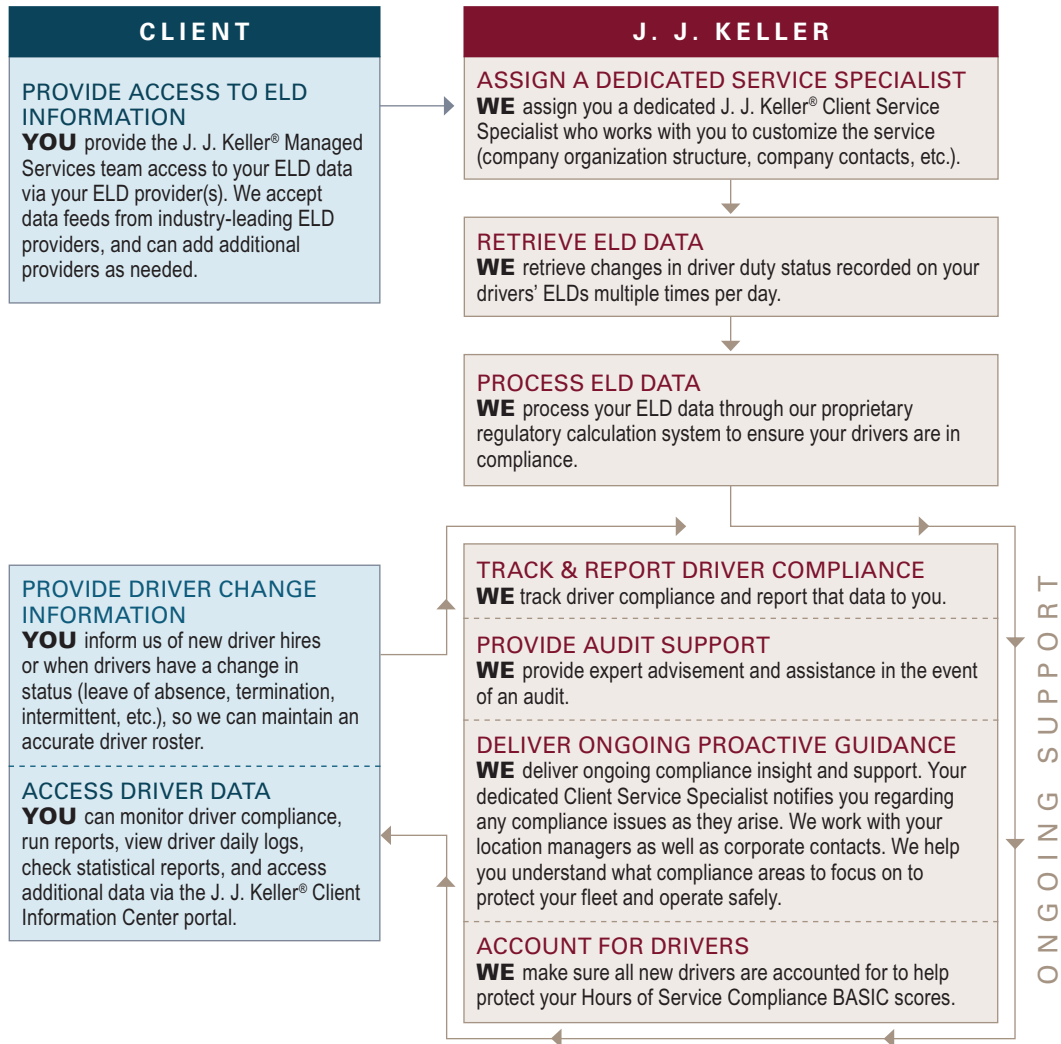 CLIENT
PROVIDE ACCESS TO ELD
INFORMATION
YOU provide the J. J. Keller® Managed
Services team access to your ELD data
via your ELD provider(s). We accept
data feeds from industry-leading ELD
providers, and can add additional
providers as needed.
J. J. KELLER
ASSIGN A DEDICATED SERVICE SPECIALIST
WE assign you a dedicated J. J. Keller® Client Service
Specialist who works with you to customize the service
(company organization structure, company contacts, etc.).
RETRIEVE ELD DATA
WE retrieve changes in driver duty status recorded on your
drivers’ ELDs multiple times per day.
PROCESS ELD DATA
WE process your ELD data through our proprietary
regulatory calculation system to ensure your drivers are in
compliance.
PROVIDE DRIVER CHANGE
INFORMATION
YOU inform us of new driver hires
or when drivers have a change in
status (leave of absence, termination,
intermittent, etc.), so we can maintain an
accurate driver roster.
ACCESS DRIVER DATA
YOU can monitor driver compliance,
run reports, view driver daily logs,
check statistical reports, and access
additional data via the J. J. Keller® Client
Information Center portal.
TRACK & REPORT DRIVER COMPLIANCE
WE track driver compliance and report that data to you.
PROVIDE AUDIT SUPPORT
WE provide expert advisement and assistance in the event
of an audit.
DELIVER ONGOING PROACTIVE GUIDANCE
WE deliver ongoing compliance insight and support. Your
dedicated Client Service Specialist notifies you regarding
any compliance issues as they arise. We work with your
location managers as well as corporate contacts. We help
you understand what compliance areas to focus on to
protect your fleet and operate safely.
ACCOUNT FOR DRIVERS
WE make sure all new drivers are accounted for to help
protect your Hours of Service Compliance BASIC scores.
ONGOING SUPPORT